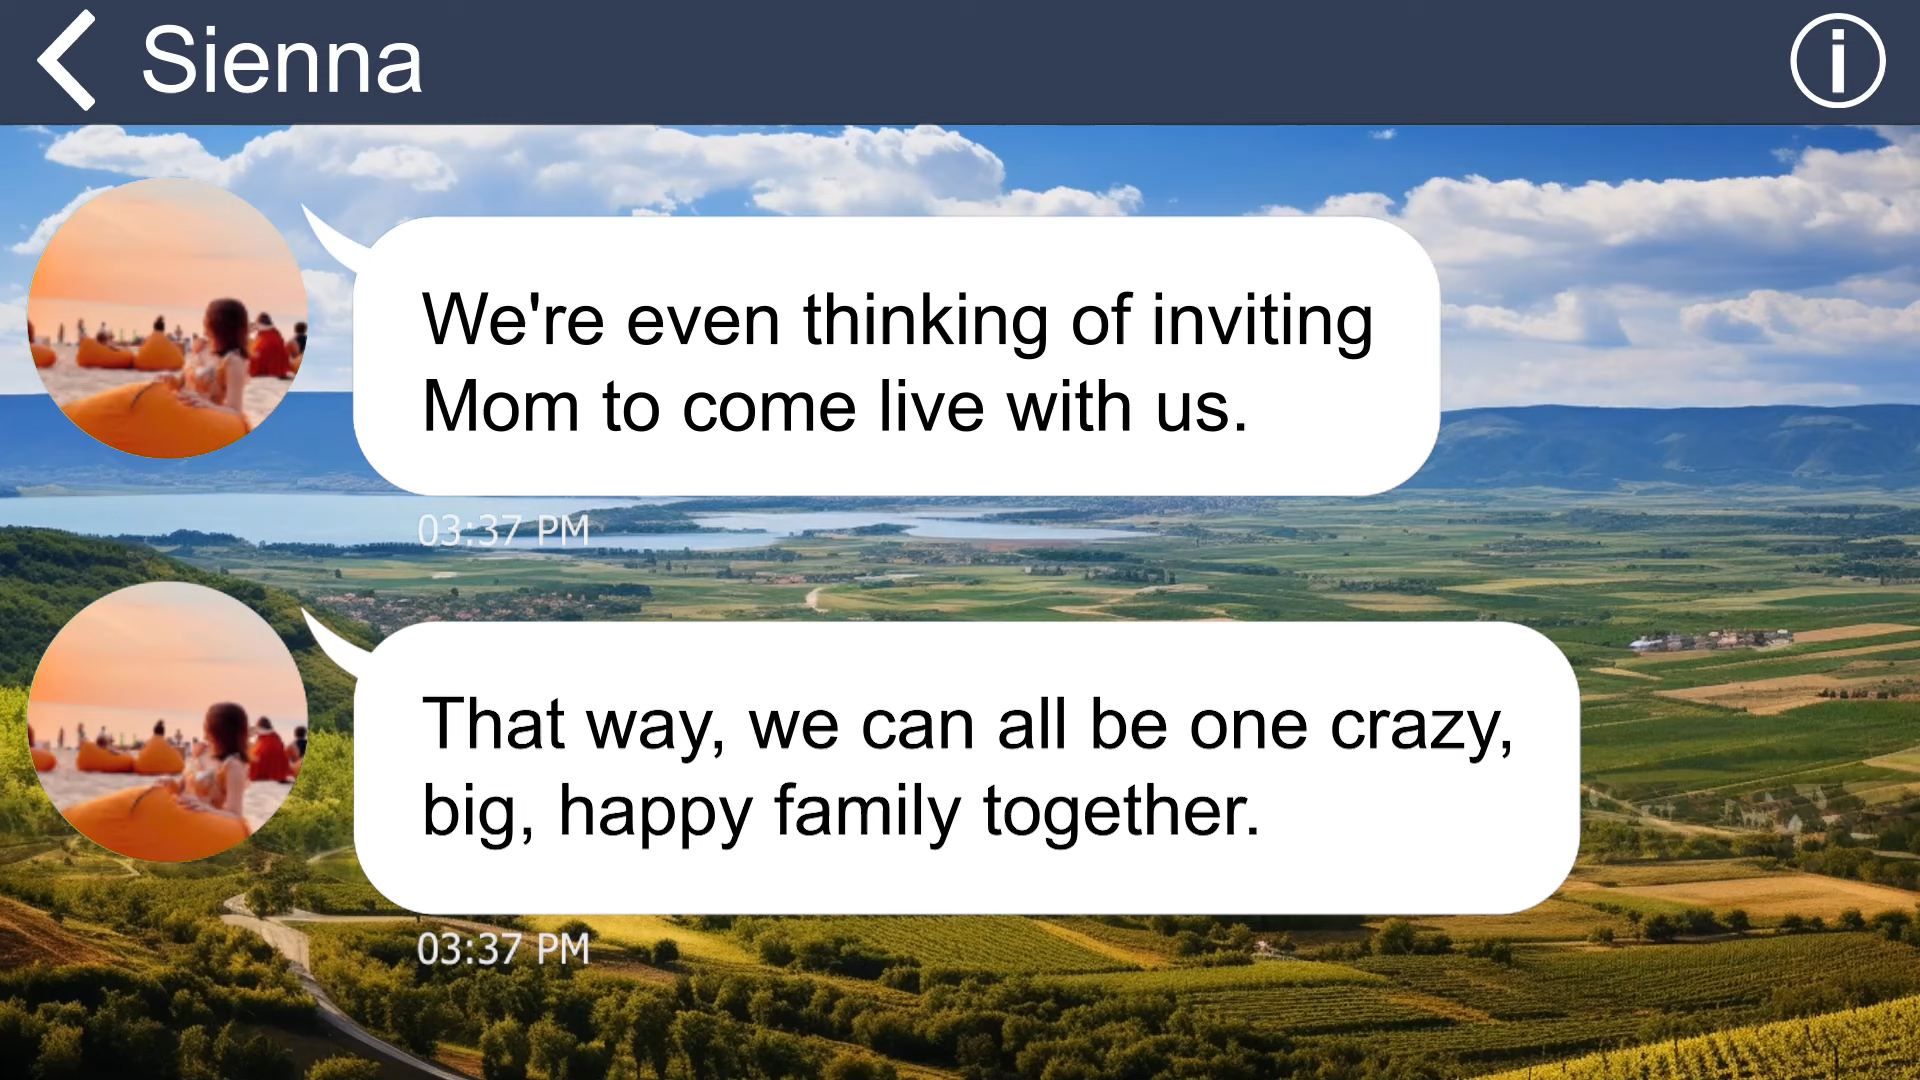 Sienna
We're even thinking of inviting
Mom to come live with us.
03:37 PM
That way, we can all be one crazy,
big, happy family together.
03:37 PM